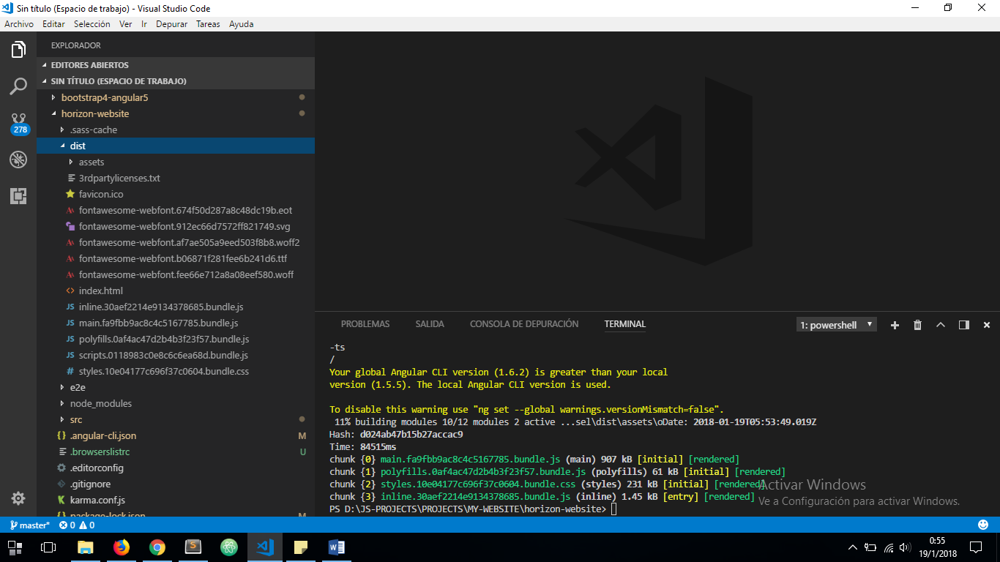 Sin título (Espacio de trabajo) - Visual Studio Code
Archivo Editar Selección Ver Ir Depurar Tareas Ayuda
EXPLORADOR
EDITORES ABIERTOS
SIN TÍTULO (ESPACIO DE TRABAJO)
bootstrap4-angular5
horizon-website
.sass-cache
278
dist
assets
3rdpartylicenses.txt
favicon.ico
fontawesome-webfont.674f50d287a8c48dc19b.eot
fontawesome-webfont.912ec66d7572ff821749.svg
fontawesome-webfont.af7ae505a9eed503f8b8.woff2
fontawesome-webfont.b06871f281fee6b241d6.ttf
fontawesome-webfont.fee66e712a8a08eef580.woff
index.html
JS inline.30aef2214e9134378685.bundle.js
JS main.fa9fbb9ac8c4c5167785.bundle.js
JS polyfills.0af4ac47d2b4b3f23f57.bundle.js
JS scripts.0118983c0e8c6c6ea68d.bundle.js
# styles.10e04177c696f37c0604.bundle.css
e2e
node_modules
src
{} .angular-cli.json M
.browserslistrc U
.editorconfig
.gitignore
karma.conf.js
{} package-lock.json M
PROBLEMAS SALIDA CONSOLA DE DEPURACIÓN TERMINAL 1: powershell
-ts
/
Your global Angular CLI version (1.6.2) is greater than your local
version (1.5.5). The local Angular CLI version is used.
To disable this warning use "ng set --global warnings.versionMismatch=false".
11% building modules 10/12 modules 2 active ...sel\dist\assets\oDate: 2018-01-19T05:53:49.019Z
Hash: d024ab47b15b27accac9
Time: 84515ms
chunk {0} main.fa9fbb9ac8c4c5167785.bundle.js (main) 907 kB [initial] [rendered]
chunk {1} polyfills.0af4ac47d2b4b3f23f57.bundle.js (polyfills) 61 kB [initial] [rendered]
chunk {2} styles.10e04177c696f37c0604.bundle.css (styles) 231 kB [initial] [rendered]
chunk {3} inline.30aef2214e9134378685.bundle.js (inline) 1.45 kB [entry] [rendered]
PS D:\JS-PROJECTS\PROJECTS\MY-WEBSITE\horizon-website>
Activar Windows
Ve a Configuración para activar Windows.
master* 0 0
0:55
19/1/2018